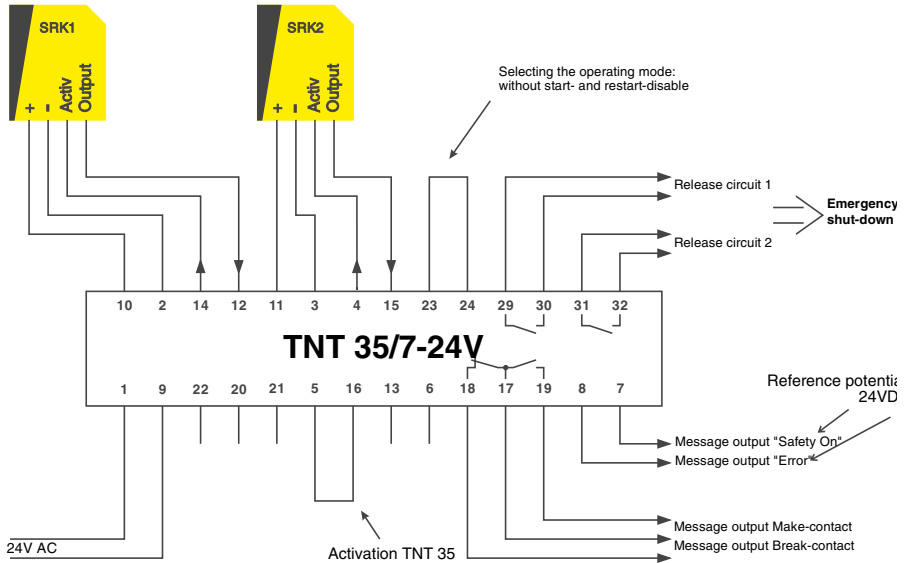 SRK1
SRK2
+ - Activ Output
+ - Activ Output
Selecting the operating mode:
without start- and restart-disable
Release circuit 1
Emergency
shut-down
Release circuit 2
10 2 14 12 11 3 4 15 23 24 29 30 31 32
TNT 35/7-24V
1 9 22 20 21 5 16 13 6 18 17 19 8 7
Reference potentia
24VD
Message output "Safety On"
Message output "Error"
Message output Make-contact
Message output Break-contact
24V AC
Activation TNT 35